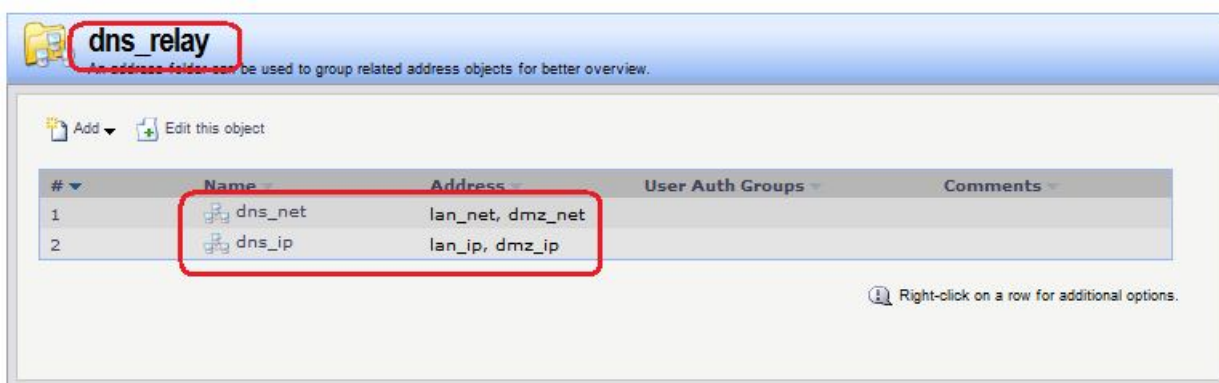 dns_relay
An address folder can be used to group related address objects for better overview.
Add Edit this object
# Name Address User Auth Groups Comments
1 dns_net lan_net, dmz_net
2 dns_ip lan_ip, dmz_ip
Right-click on a row for additional options.